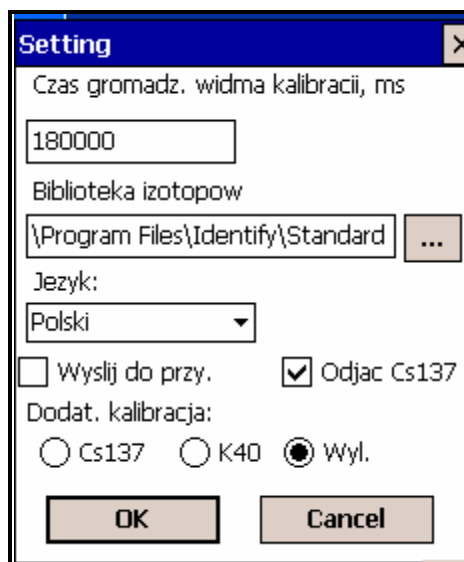 Setting
Czas gromadz. widma kalibracii, ms
180000
Biblioteka izotopow
\Program Files\Identify\Standard
...
Jezyk:
Polski
Wyslij do przy. Odjac Cs137
Dodat. kalibracja:
Cs137 K40 Wyl.
OK Cancel